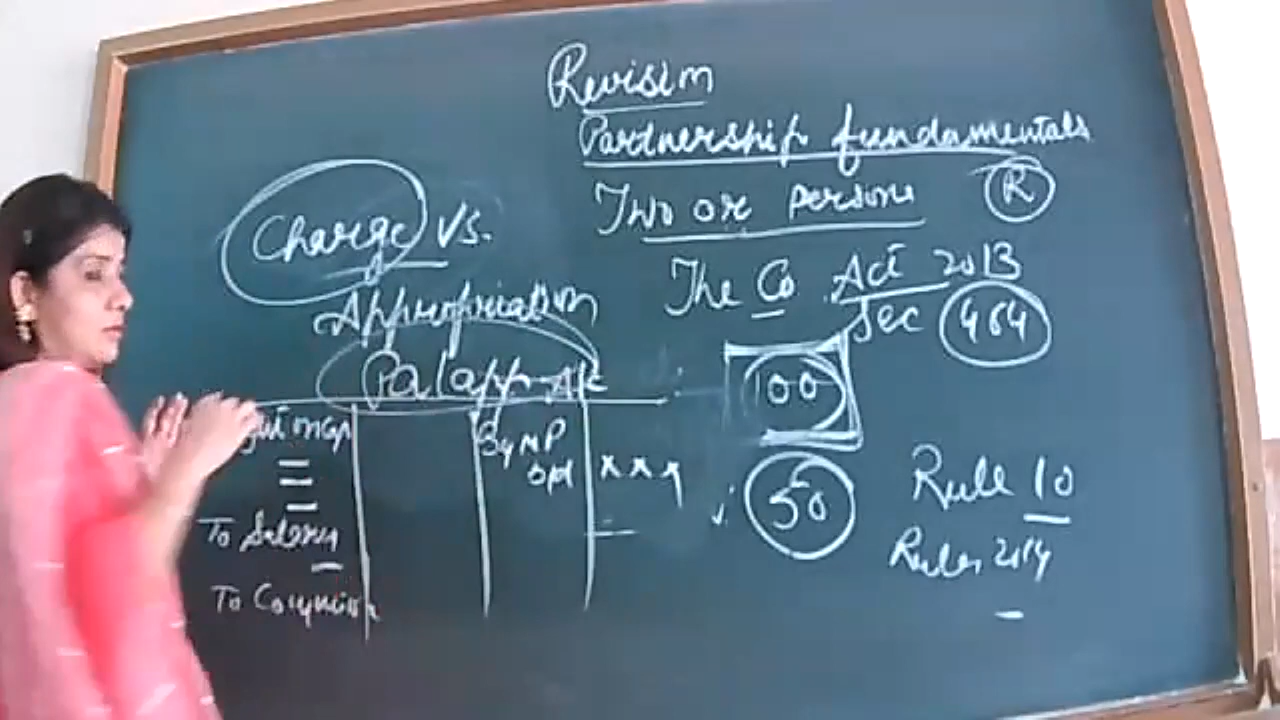 Revision
Partnership fundamentals
Two or persons R
The Co Act 2013
Sec 464
100
50
Rule 10
Rules 2014
Charge Vs.
Appropriation
P&L app A/c
By NP
xxx
To Salary
To Commission